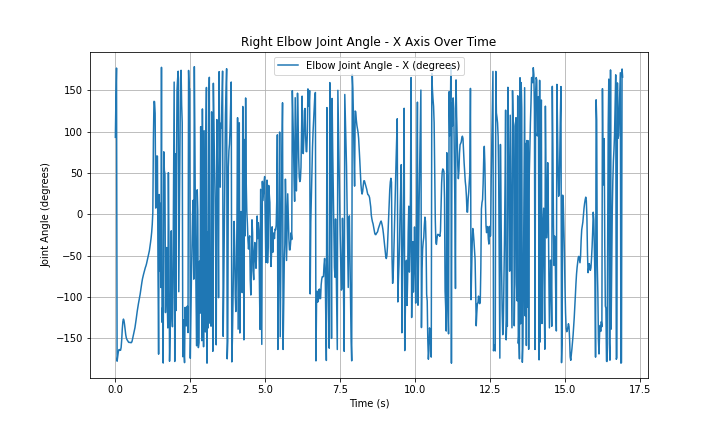 Right Elbow Joint Angle - X Axis Over Time
Elbow Joint Angle - X (degrees)
Joint Angle (degrees)
150
100
50
0
−50
−100
−150
0.0 2.5 5.0 7.5 10.0 12.5 15.0 17.5
Time (s)